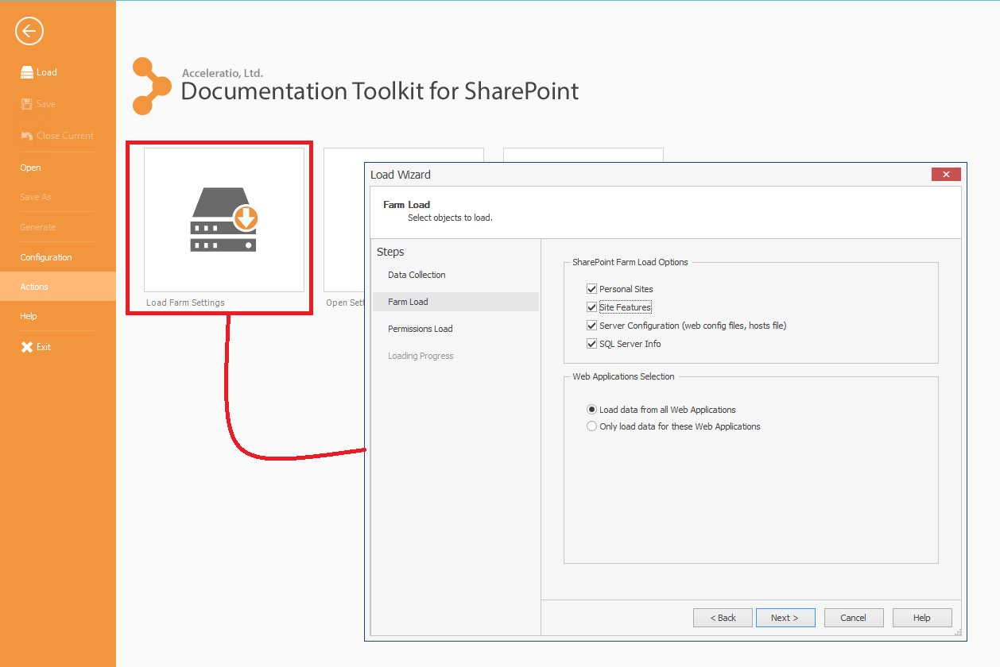 Load
Save
Close Current
Open
Save As
Generate
Configuration
Actions
Help
Exit
Acceleratio, Ltd.
Documentation Toolkit for SharePoint
Load Farm Settings
Open Sett
Load Wizard
Farm Load
Select objects to load.
Steps
Data Collection
Farm Load
Permissions Load
Loading Progress
SharePoint Farm Load Options
Personal Sites
Site Features
Server Configuration (web config files, hosts file)
SQL Server Info
Web Applications Selection
Load data from all Web Applications
Only load data for these Web Applications
< Back
Next >
Cancel
Help